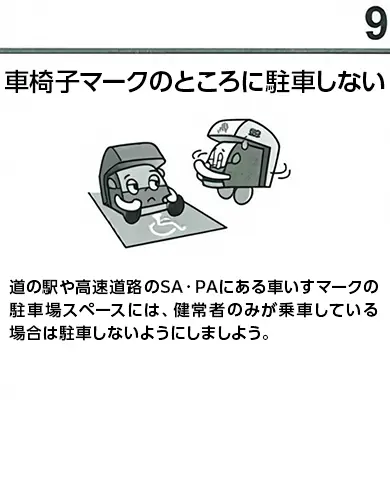 9
車椅子マークのところに駐車しない
道の駅や高速道路のSA・PAにある車いすマークの
駐車場スペースには、健常者のみが乗車している
場合は駐車しないようにしましよう。